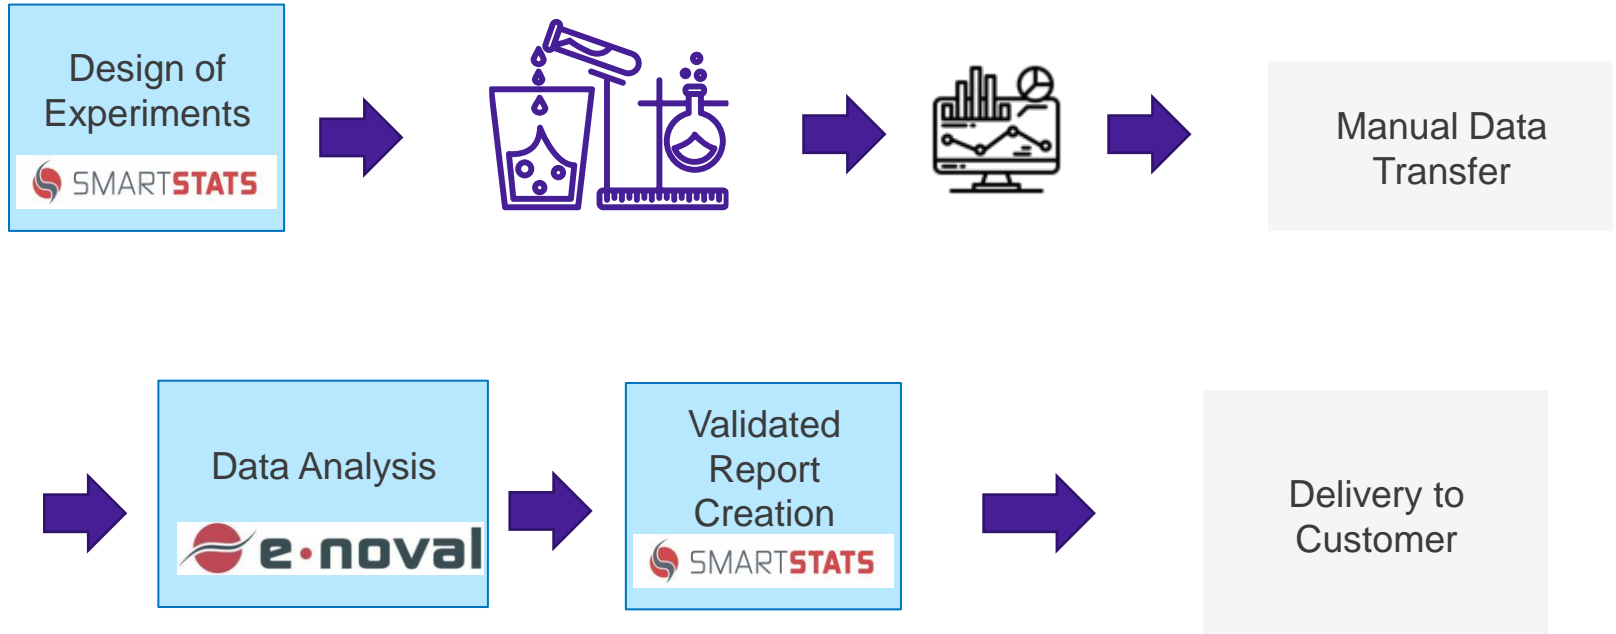 Design of
Experiments
SMARTSTATS
Manual Data
Transfer
Data Analysis
e•noval
Validated
Report
Creation
SMARTSTATS
Delivery to
Customer